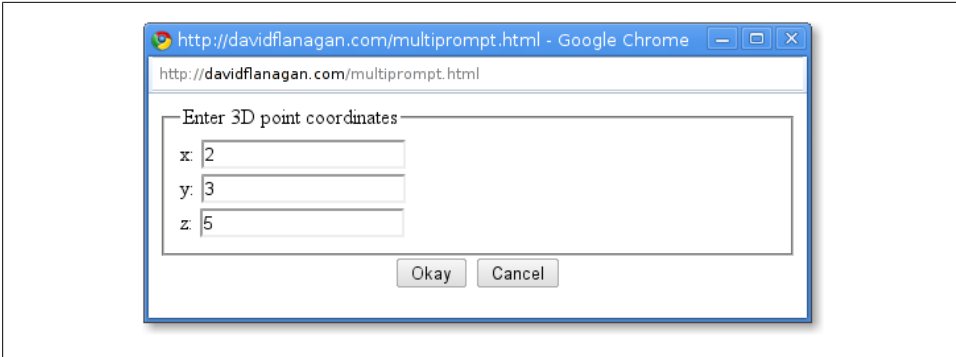 http://davidflanagan.com/multiprompt.html - Google Chrome
http://davidflanagan.com/multiprompt.html
Enter 3D point coordinates
x: 2
y: 3
z: 5
Okay Cancel